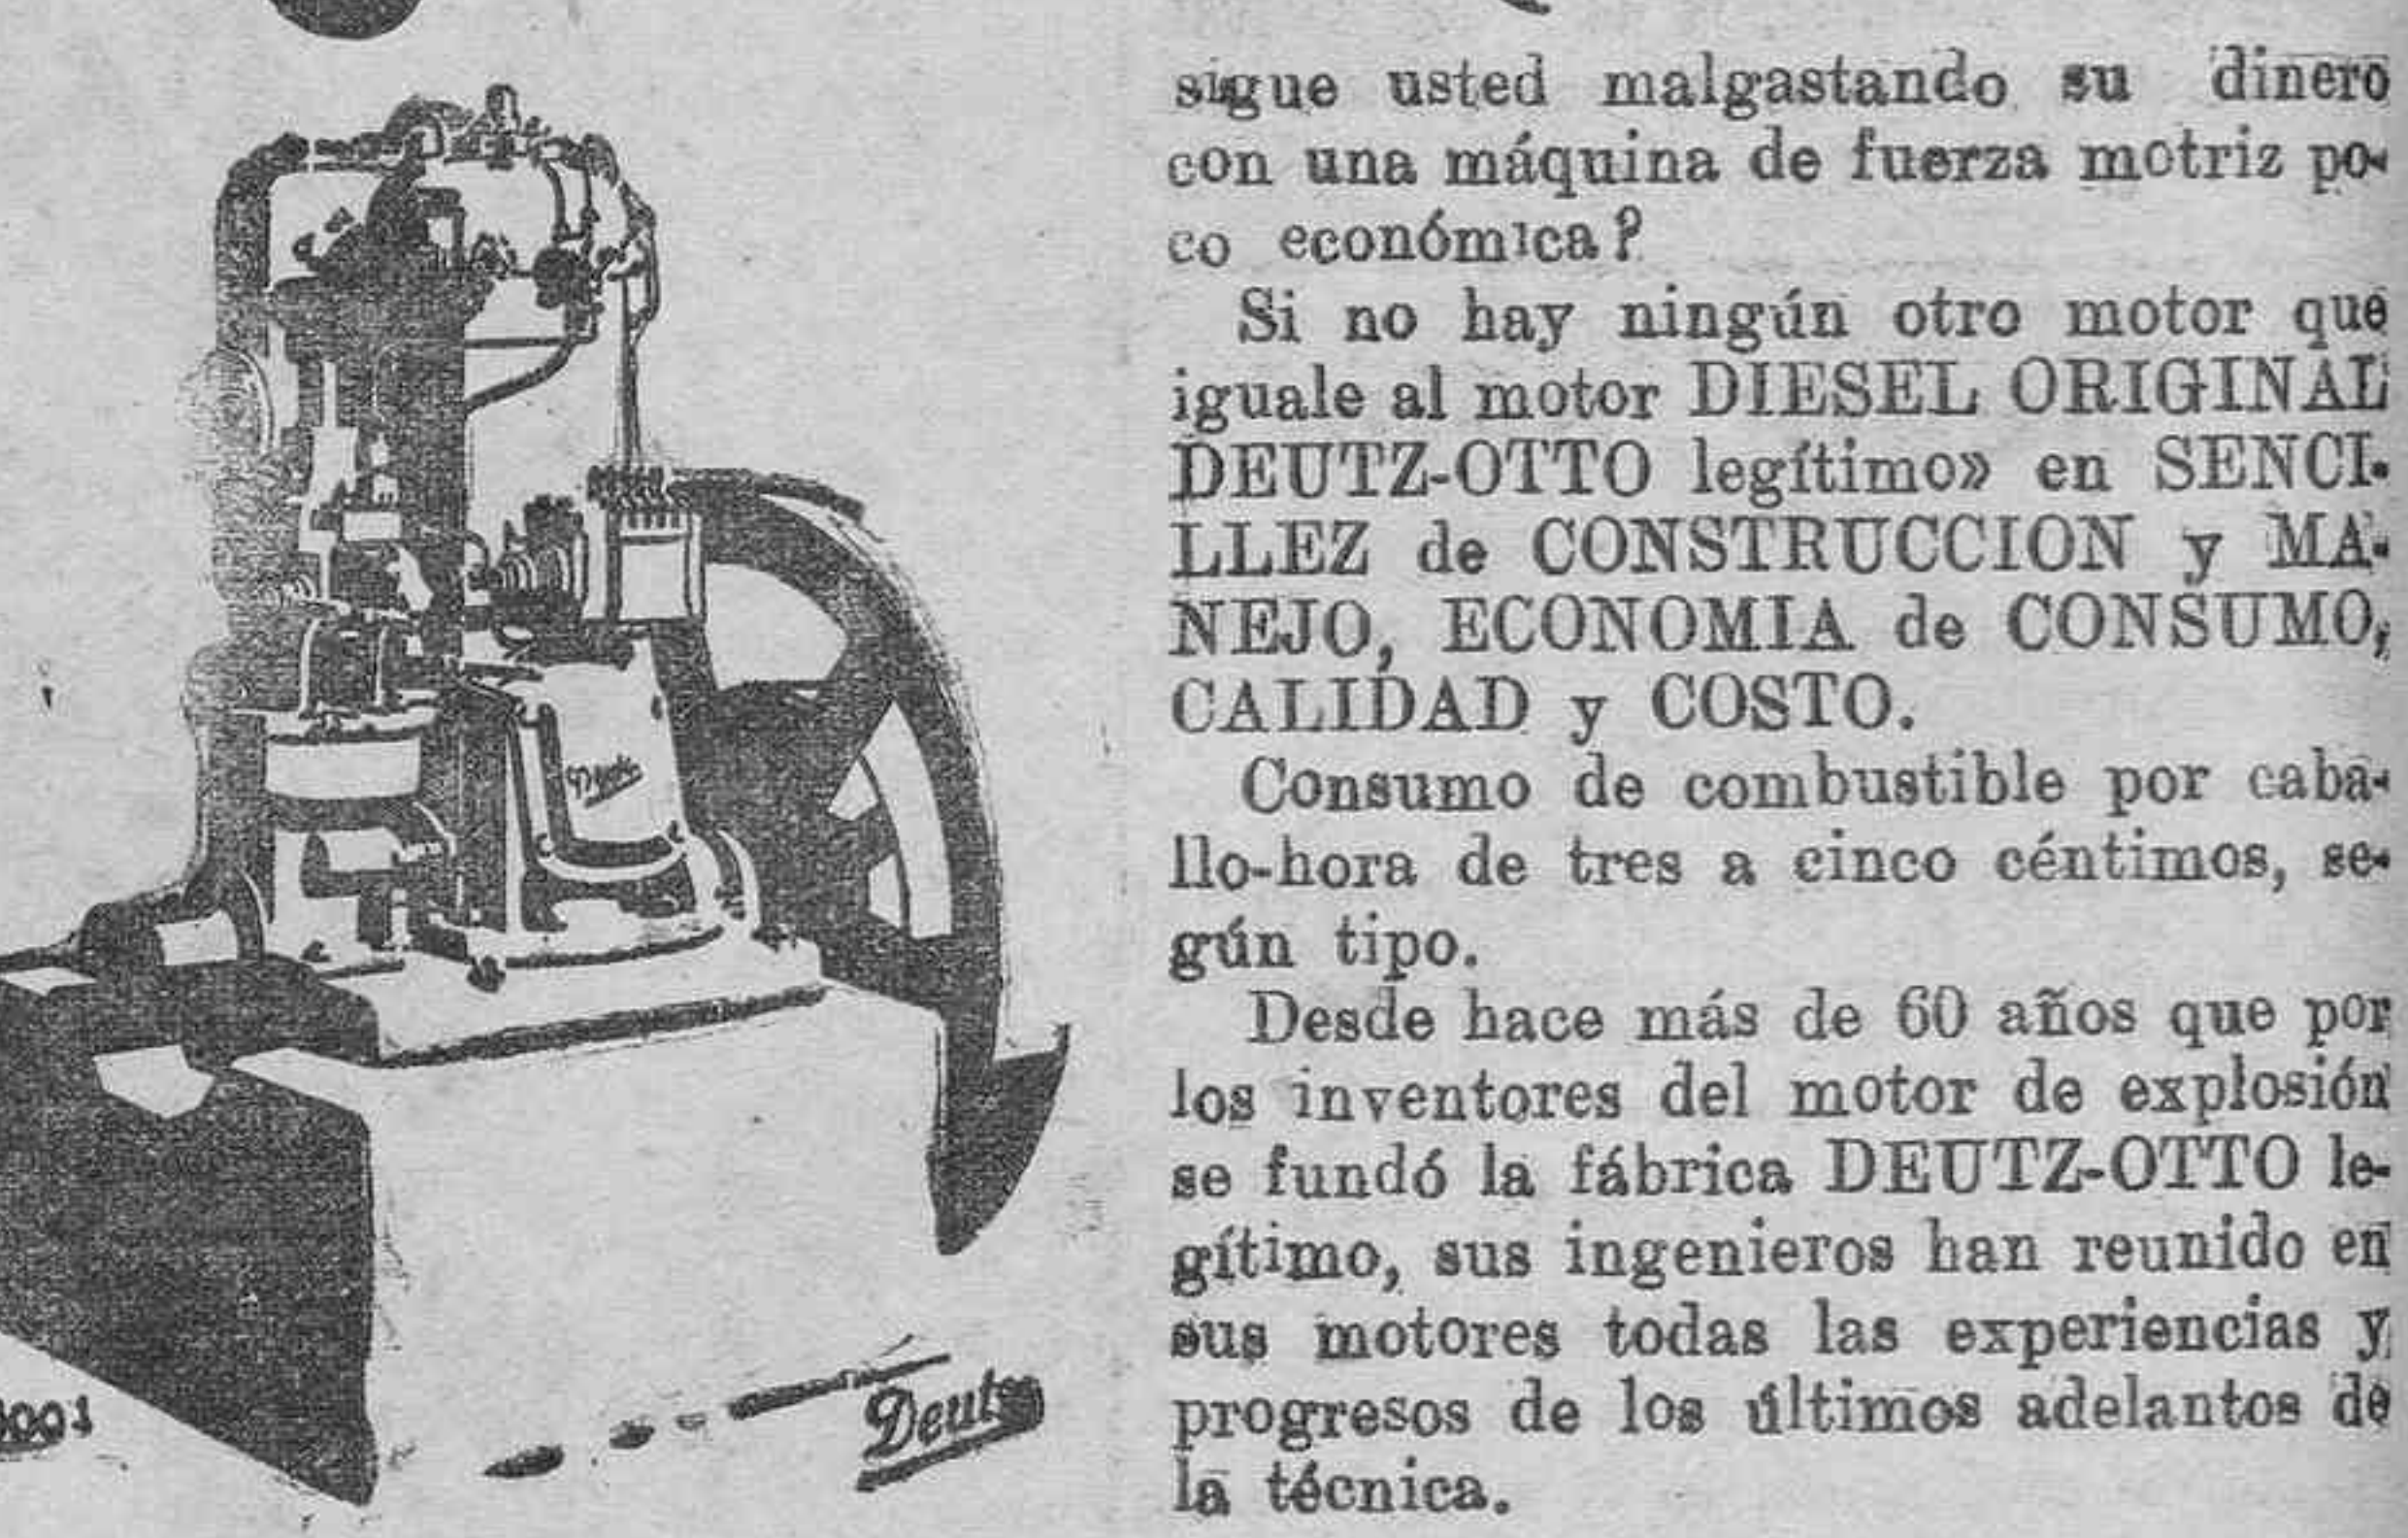 sigue usted malgastando su dinero
con una máquina de fuerza motriz po-
co económica?
Si no hay ningún otro motor que
iguale al motor DIESEL ORIGINAL
DEUTZ-OTTO legítimo» en SENCI-
LLEZ de CONSTRUCCION y MA-
NEJO, ECONOMIA de CONSUMO,
CALIDAD y COSTO.
Consumo de combustible por caba-
llo-hora de tres a cinco céntimos, se-
gún tipo.
Desde hace más de 60 años que por
los inventores del motor de explosión
se fundó la fábrica DEUTZ-OTTO le-
gítimo, sus ingenieros han reunido en
sus motores todas las experiencias y
progresos de los últimos adelantos de
la técnica.
Deutz